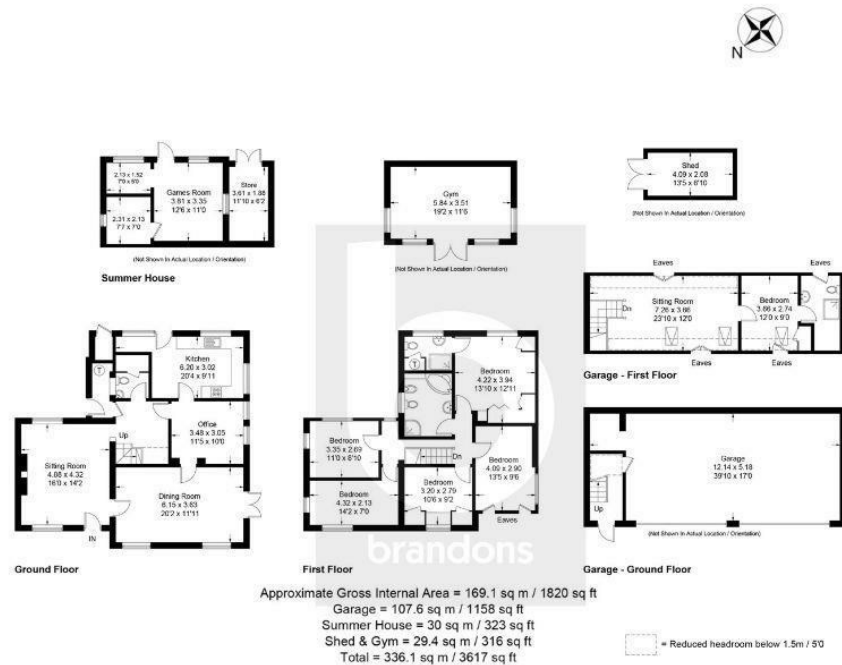 N
2.13 x 1.52
7'0 x 5'0
Games Room
3.81 x 3.35
12'6 x 11'0
Store
3.61 x 1.88
11'10 x 6'2
2.31 x 2.13
7'7 x 7'0
(Not Shown In Actual Location / Orientation)
Summer House
Gym
5.84 x 3.51
19'2 x 11'6
(Not Shown In Actual Location / Orientation)
Shed
4.09 x 2.08
13'5 x 6'10
(Not Shown In Actual Location / Orientation)
Eaves
Eaves
Sitting Room
7.26 x 3.66
23'10 x 12'0
Dn
Bedroom
3.66 x 2.74
12'0 x 9'0
Eaves
Eaves
Garage - First Floor
T
Kitchen
6.20 x 3.02
20'4 x 9'11
Office
3.48 x 3.05
11'5 x 10'0
Up
Sitting Room
4.88 x 4.32
16'0 x 14'2
Dining Room
6.15 x 3.63
20'2 x 11'11
IN
Ground Floor
T
Bedroom
4.22 x 3.94
13'10 x 12'11
Bedroom
3.35 x 2.69
11'0 x 8'10
Dn
Bedroom
4.09 x 2.90
13'5 x 9'6
Bedroom
3.20 x 2.79
10'6 x 9'2
Bedroom
4.32 x 2.13
14'2 x 7'0
Eaves
First Floor
brandons
Garage
12.14 x 5.18
39'10 x 17'0
Up
(Not Shown In Actual Location / Orientation)
Garage - Ground Floor
Approximate Gross Internal Area = 169.1 sq m / 1820 sq ft
Garage = 107.6 sq m / 1158 sq ft
Summer House = 30 sq m / 323 sq ft
Shed & Gym = 29.4 sq m / 316 sq ft
Total = 336.1 sq m / 3617 sq ft
= Reduced headroom below 1.5m / 5'0